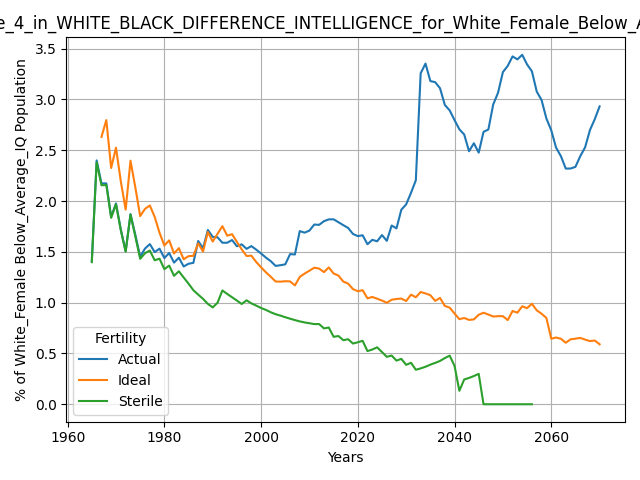 e_4_in_WHITE_BLACK_DIFFERENCE_INTELLIGENCE_for_White_Female_Below_A
% of White_Female Below_Average_IQ Population
3.5
3.0
2.5
2.0
1.5
1.0
0.5
0.0
Fertility
Actual
Ideal
Sterile
1960
1980
2000
2020
2040
2060
Years